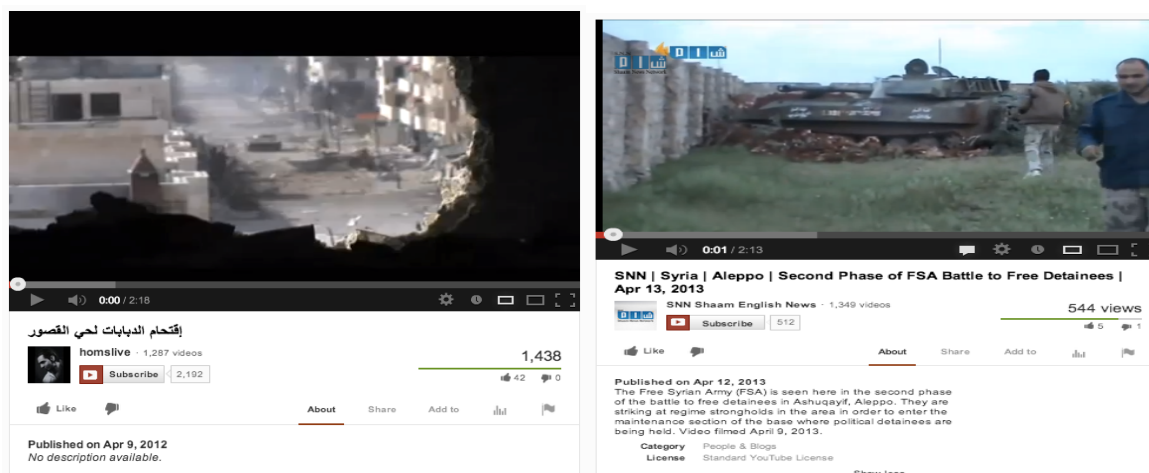 0:00 / 2:18
إقتحام الدبابات لحي القصور
homslive · 1,287 videos
Subscribe 2,192
1,438
42 0
Like
About Share Add to
Published on Apr 9, 2012
No description available.
شام
Shaam News Network
0:01 / 2:13
SNN | Syria | Aleppo | Second Phase of FSA Battle to Free Detainees |
Apr 13, 2013
SNN Shaam English News · 1,349 videos
Subscribe 512
544 views
5 1
Like
About Share Add to
Published on Apr 12, 2013
The Free Syrian Army (FSA) is seen here in the second phase
of the battle to free detainees in Ashuqayif, Aleppo. They are
striking at regime strongholds in the area in order to enter the
maintenance section of the base where political detainees are
being held. Video filmed April 9, 2013.
Category People & Blogs
License Standard YouTube License